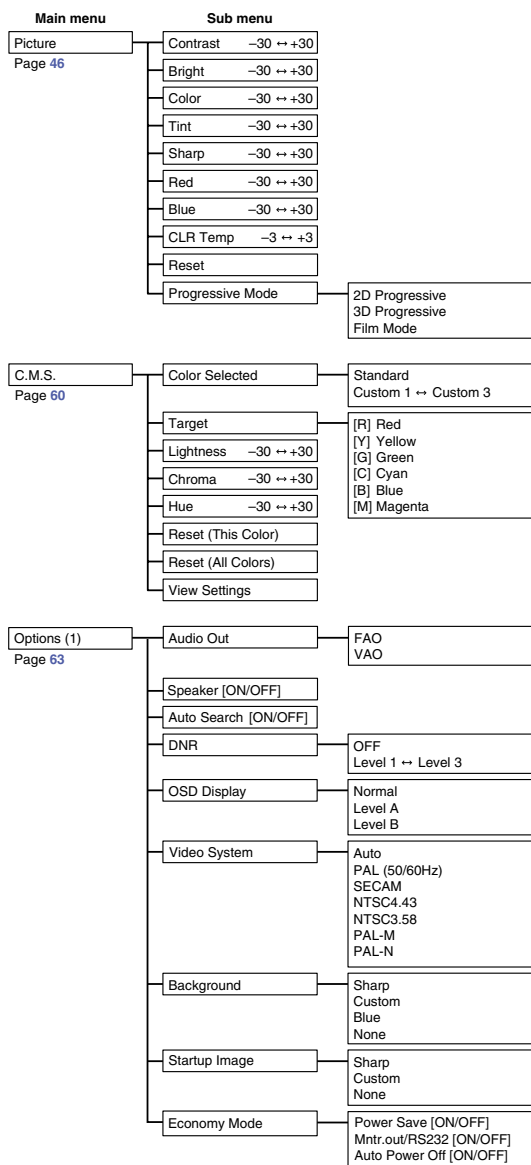 Main menu Sub menu
Picture
Page 46
Contrast –30 ↔ +30
Bright –30 ↔ +30
Color –30 ↔ +30
Tint –30 ↔ +30
Sharp –30 ↔ +30
Red –30 ↔ +30
Blue –30 ↔ +30
CLR Temp –3 ↔ +3
Reset
Progressive Mode
2D Progressive
3D Progressive
Film Mode
C.M.S.
Page 60
Color Selected
Standard
Custom 1 ↔ Custom 3
Target
[R] Red
[Y] Yellow
[G] Green
[C] Cyan
[B] Blue
[M] Magenta
Lightness –30 ↔ +30
Chroma –30 ↔ +30
Hue –30 ↔ +30
Reset (This Color)
Reset (All Colors)
View Settings
Options (1)
Page 63
Audio Out
FAO
VAO
Speaker [ON/OFF]
Auto Search [ON/OFF]
DNR
OFF
Level 1 ↔ Level 3
OSD Display
Normal
Level A
Level B
Video System
Auto
PAL (50/60Hz)
SECAM
NTSC4.43
NTSC3.58
PAL-M
PAL-N
Background
Sharp
Custom
Blue
None
Startup Image
Sharp
Custom
None
Economy Mode
Power Save [ON/OFF]
Mntr.out/RS232 [ON/OFF]
Auto Power Off [ON/OFF]